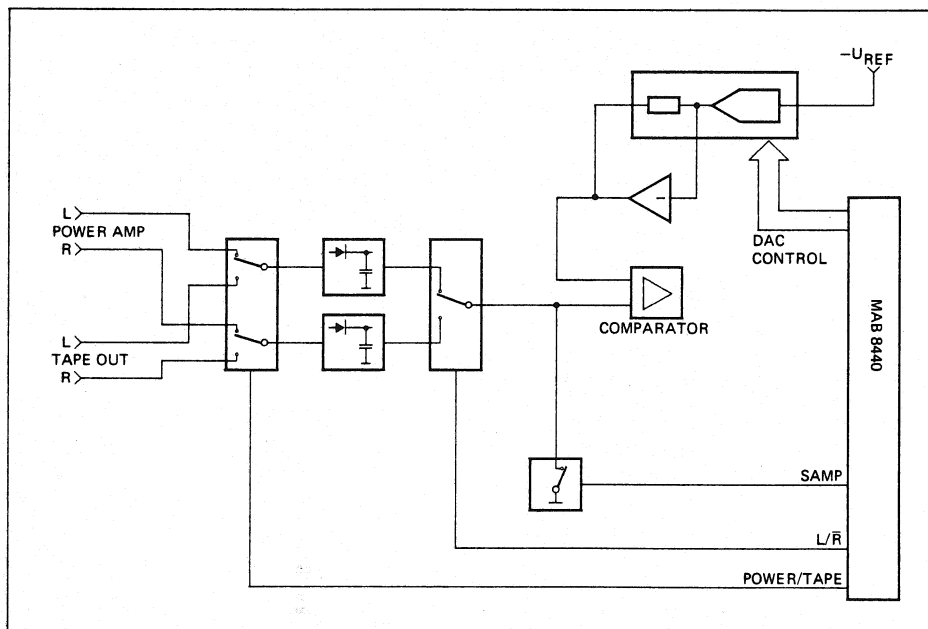 −U_REF
L
POWER AMP
R
L
TAPE OUT
R
DAC
CONTROL
MAB 8440
COMPARATOR
SAMP
L/R̅
POWER/TAPE